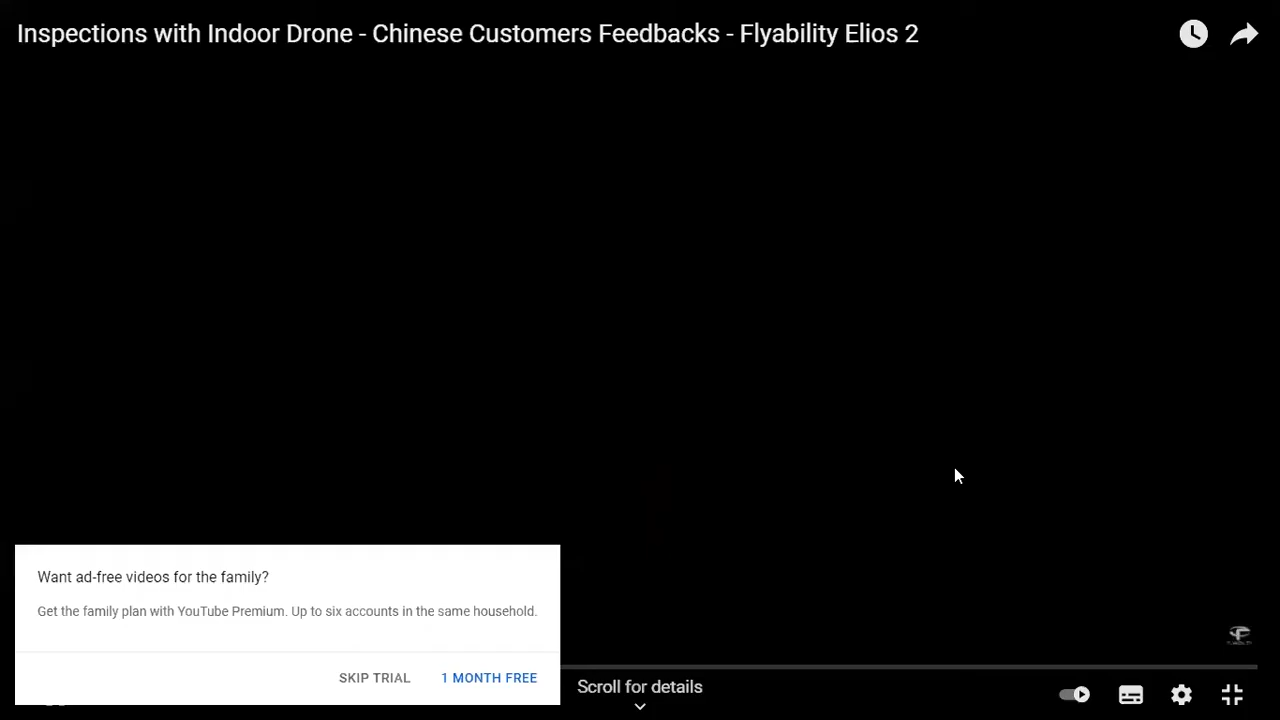 Inspections with Indoor Drone - Chinese Customers Feedbacks - Flyability Elios 2
Want ad-free videos for the family?
Get the family plan with YouTube Premium. Up to six accounts in the same household.
SKIP TRIAL
1 MONTH FREE
Scroll for details